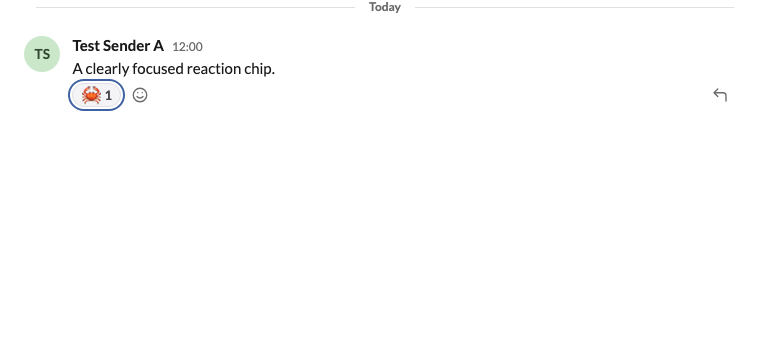 Today
TS
Test Sender A 12:00
A clearly focused reaction chip.
🦀 1